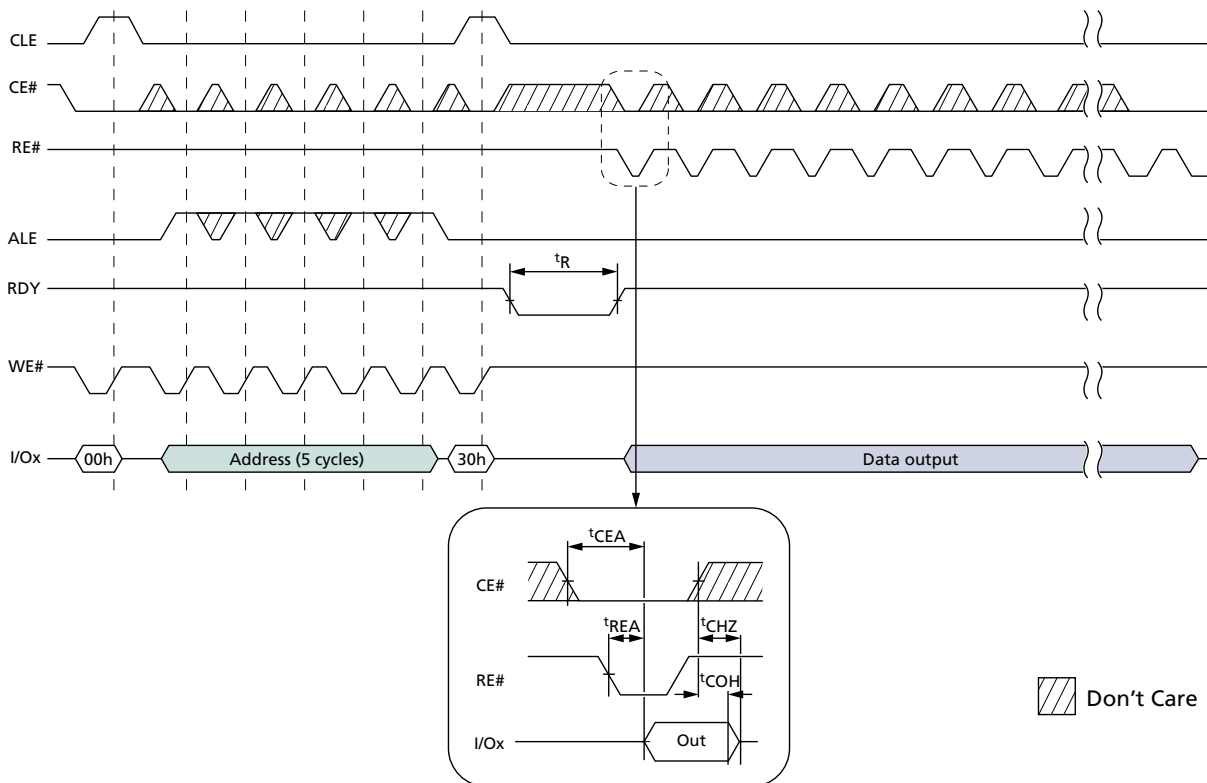 CLE
CE#
RE#
ALE
tR
RDY
WE#
I/Ox
00h
Address (5 cycles)
30h
Data output
tCEA
CE#
tREA
tCHZ
RE#
tCOH
I/Ox
Out
Don't Care